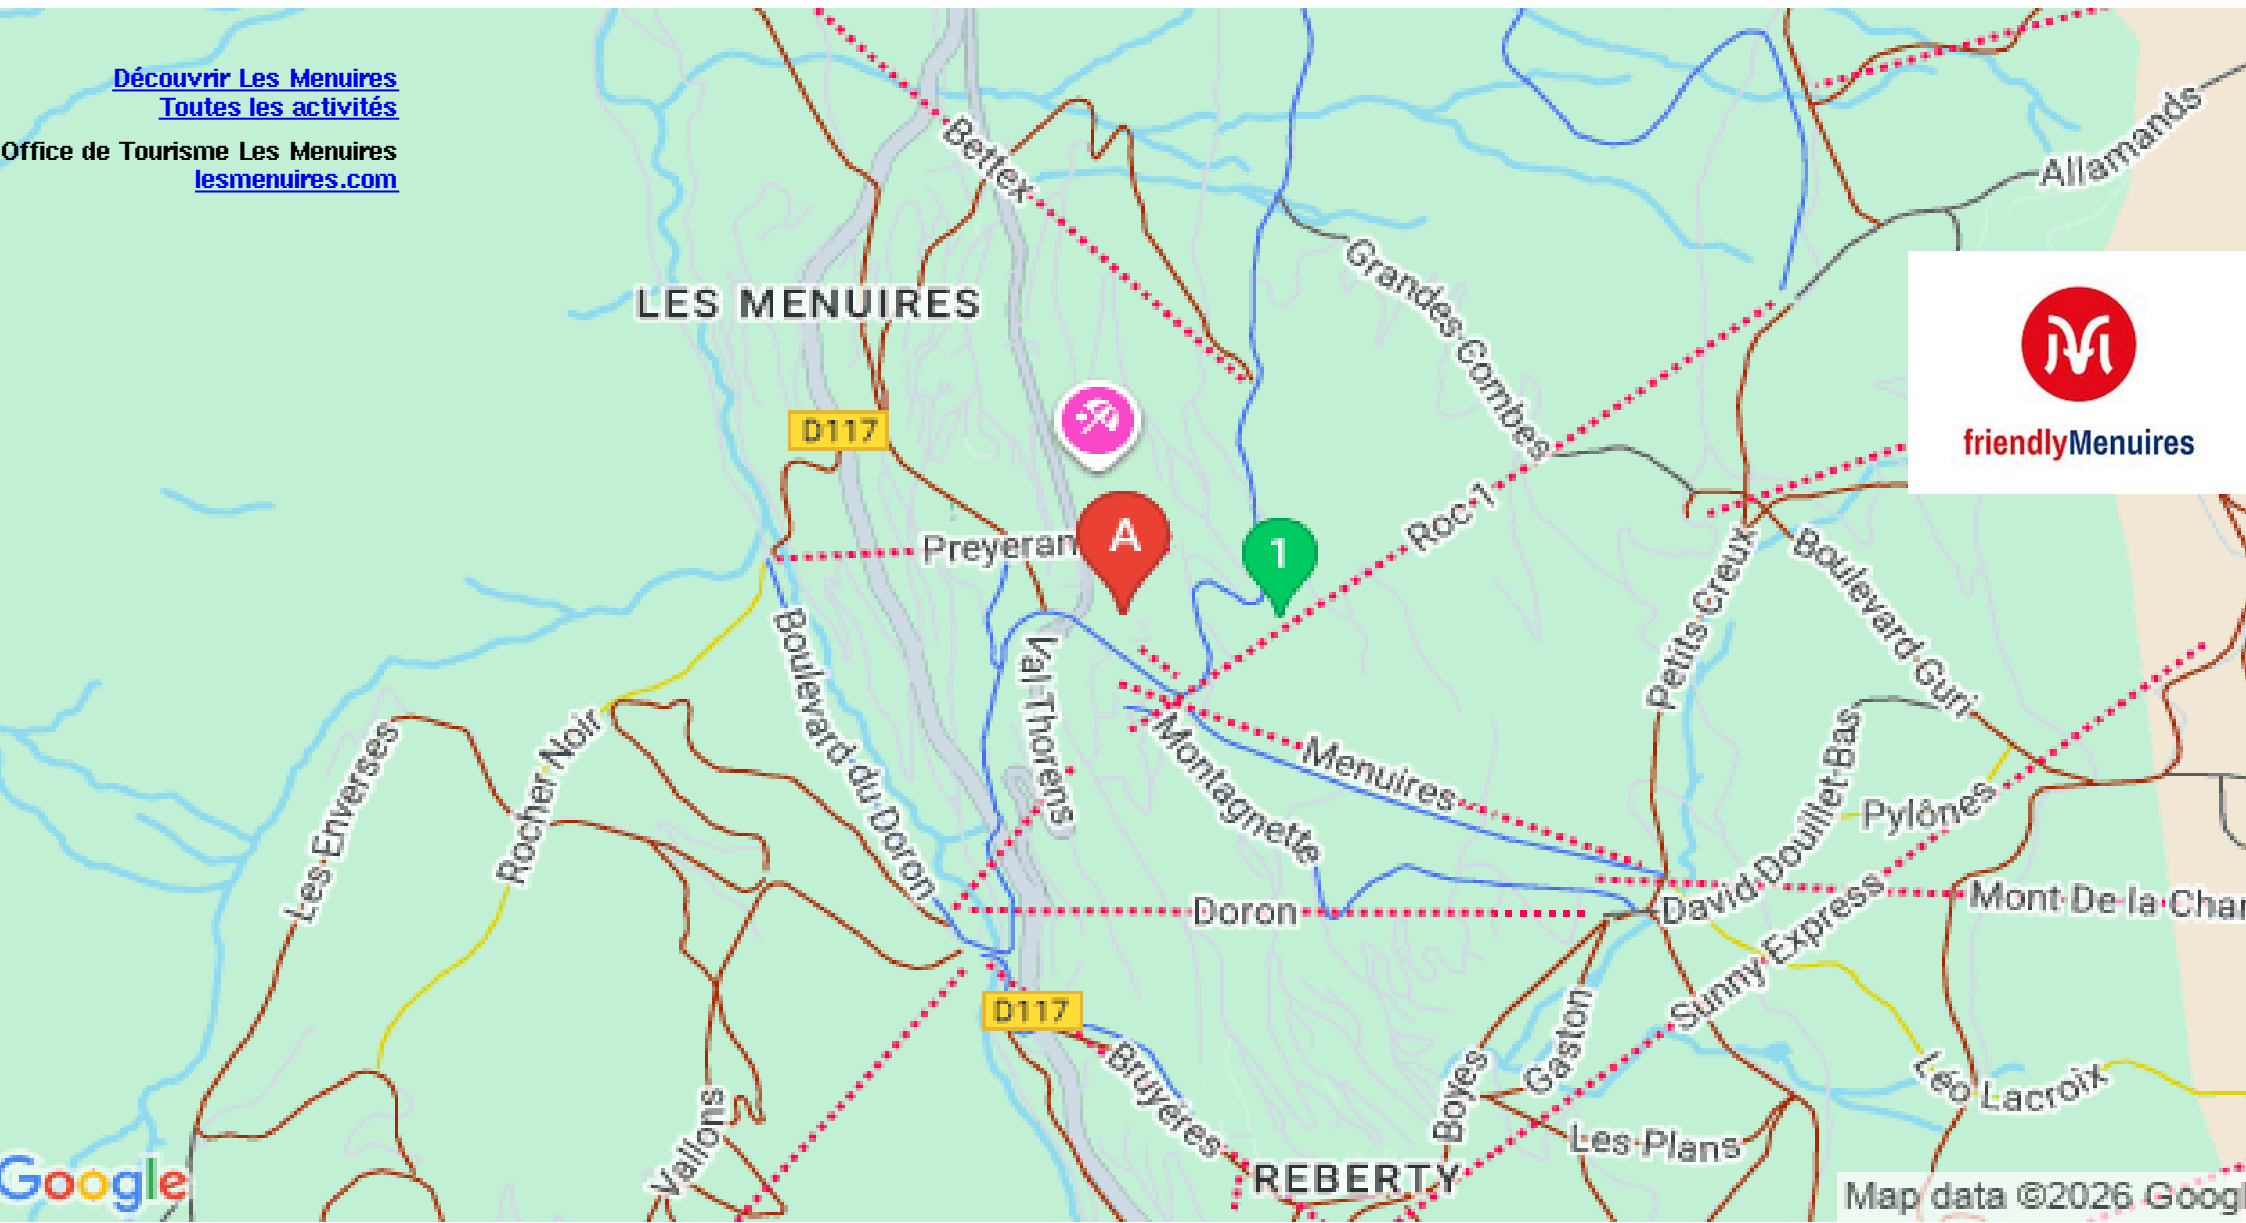 Découvrir Les Menuires
Toutes les activités
Office de Tourisme Les Menuires
lesmenuires.com
Bettex
Allamands
LES MENUIRES
Grandes Combes
friendlyMenuires
D117
A
1
Roc 1
Preyeran
Petits Creux
Boulevard Guri
Boulevard du Doron
Val Thorens
Les Enverses
Rocher Noir
Montagnette
Menuires
David Douillet Bas
Pylônes
Doron
Mont De la Char
Sunny Express
D117
Bruyères
Boyes
Gaston
Léo Lacroix
Vallons
Les Plans
REBERTY
Google
Map data ©2026 Googl